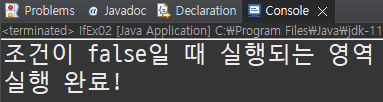 Problems Javadoc Declaration Console
<terminated> IfEx02 [Java Application] C:₩Program Files₩Java₩jdk-11
조건이 false일 때 실행되는 영역
실행 완료!